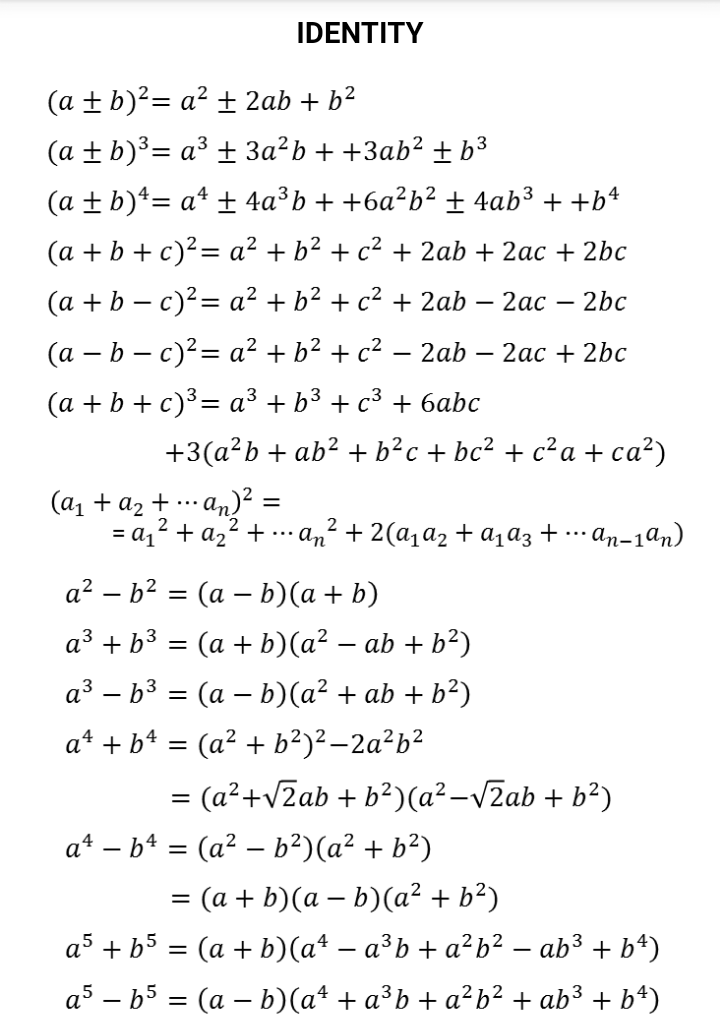 IDENTITY
(a ± b)²= a² ± 2ab + b²
(a ± b)³= a³ ± 3a²b + +3ab² ± b³
(a ± b)⁴= a⁴ ± 4a³b + +6a²b² ± 4ab³ + +b⁴
(a + b + c)²= a² + b² + c² + 2ab + 2ac + 2bc
(a + b − c)²= a² + b² + c² + 2ab − 2ac − 2bc
(a − b − c)²= a² + b² + c² − 2ab − 2ac + 2bc
(a + b + c)³= a³ + b³ + c³ + 6abc
+3(a²b + ab² + b²c + bc² + c²a + ca²)
(a₁ + a₂ + ⋯ aₙ)² =
= a₁² + a₂² + ⋯ aₙ² + 2(a₁a₂ + a₁a₃ + ⋯ aₙ₋₁aₙ)
a² − b² = (a − b)(a + b)
a³ + b³ = (a + b)(a² − ab + b²)
a³ − b³ = (a − b)(a² + ab + b²)
a⁴ + b⁴ = (a² + b²)²−2a²b²
= (a²+√2ab + b²)(a²−√2ab + b²)
a⁴ − b⁴ = (a² − b²)(a² + b²)
= (a + b)(a − b)(a² + b²)
a⁵ + b⁵ = (a + b)(a⁴ − a³b + a²b² − ab³ + b⁴)
a⁵ − b⁵ = (a − b)(a⁴ + a³b + a²b² + ab³ + b⁴)